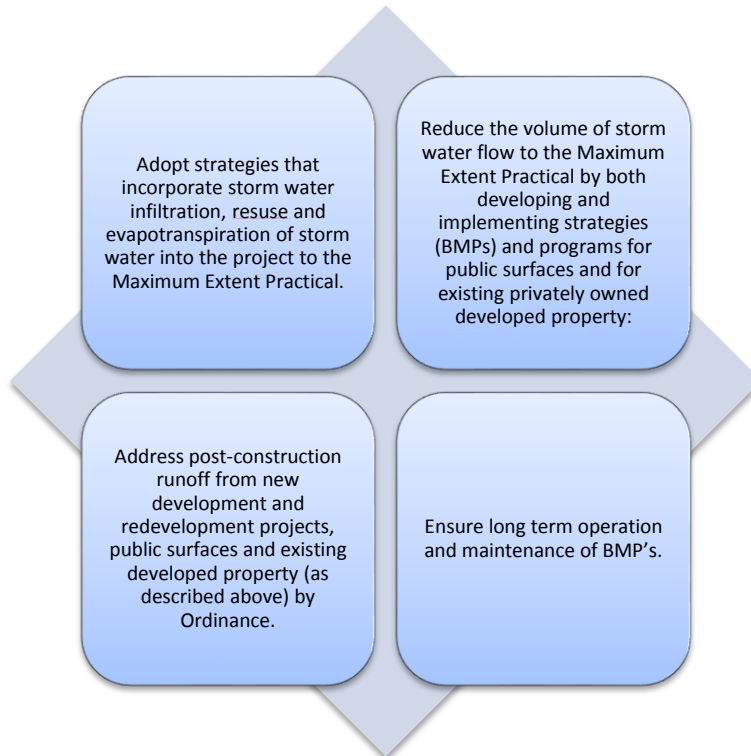 Adopt strategies that
incorporate storm water
infiltration, resuse and
evapotranspiration of storm
water into the project to the
Maximum Extent Practical.
Reduce the volume of storm
water flow to the Maximum
Extent Practical by both
developing and
implementing strategies
(BMPs) and programs for
public surfaces and for
existing privately owned
developed property:
Address post-construction
runoff from new
development and
redevelopment projects,
public surfaces and existing
developed property (as
described above) by
Ordinance.
Ensure long term operation
and maintenance of BMP's.